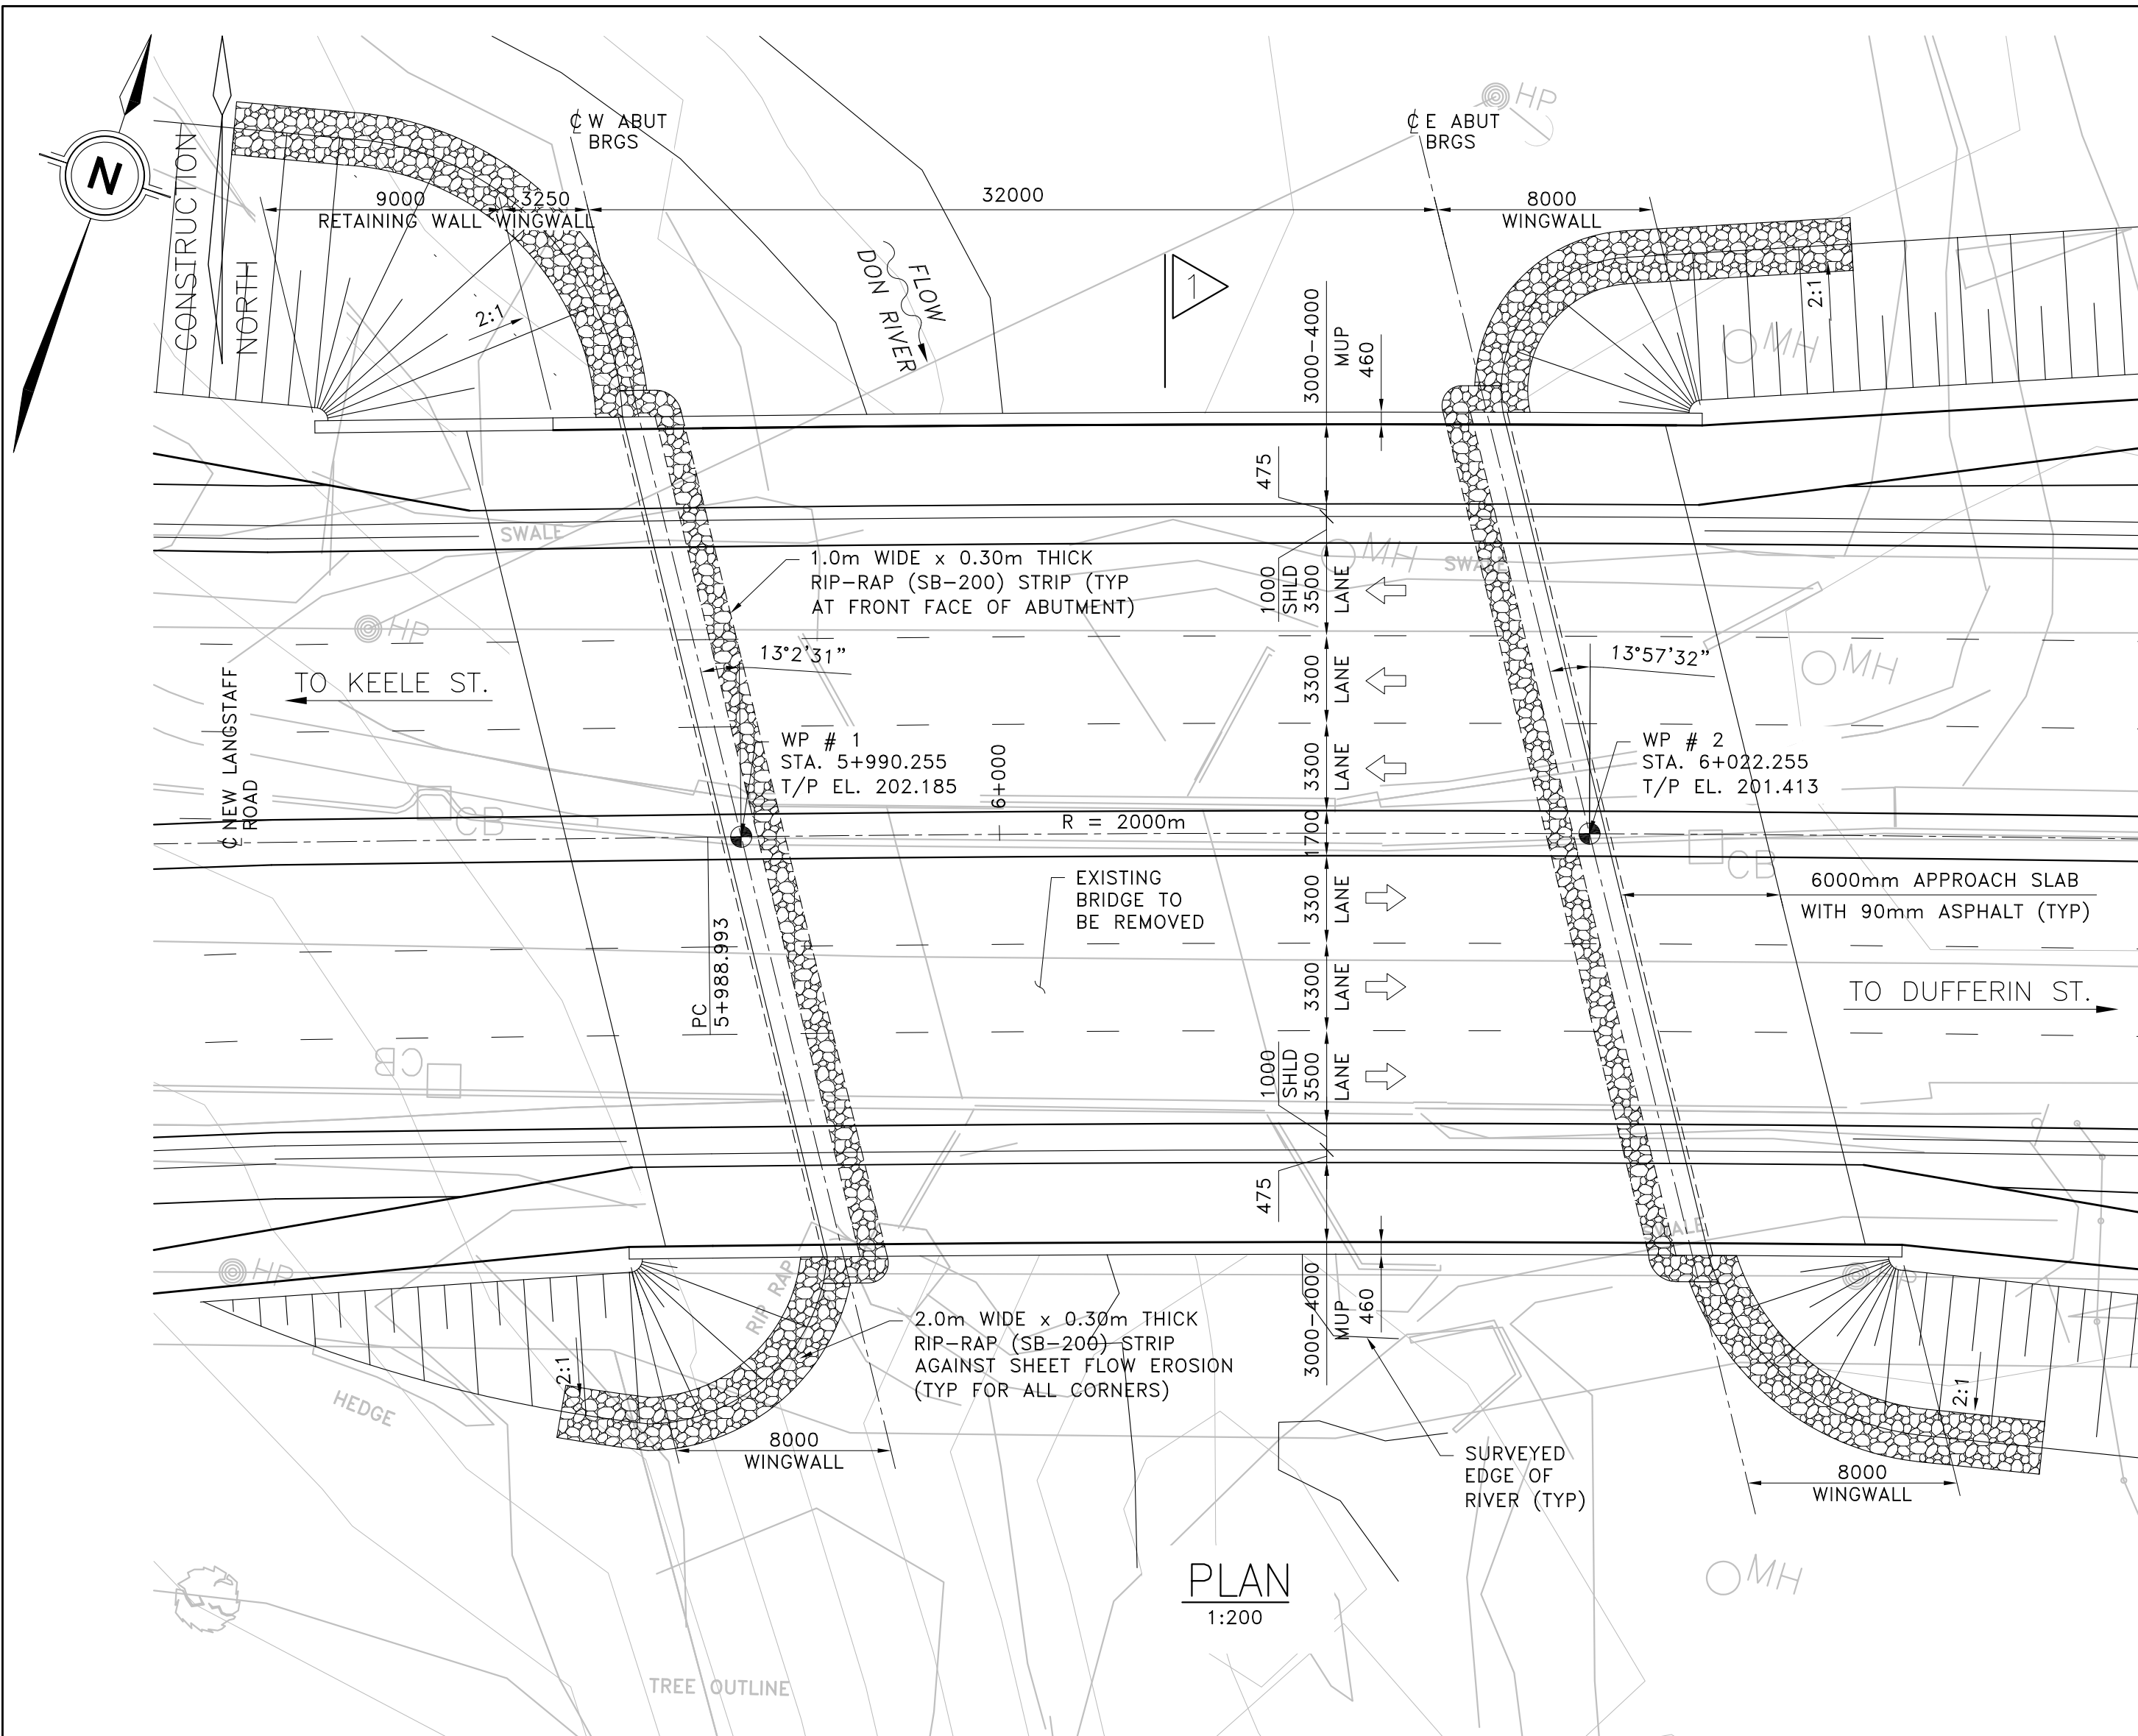 N
CONSTRUCTION
NORTH
℄ W ABUT
BRGS
℄ E ABUT
BRGS
HP
9000
RETAINING WALL
3250
WINGWALL
32000
8000
WINGWALL
FLOW
DON RIVER
1
2:1
2:1
MH
3000-4000
MUP
460
475
SWALE
1.0m WIDE x 0.30m THICK
RIP-RAP (SB-200) STRIP (TYP
AT FRONT FACE OF ABUTMENT)
MH
SWALE
1000
SHLD
3500
LANE
HP
13°2'31"
13°57'32"
MH
TO KEELE ST.
3300
LANE
℄ NEW LANGSTAFF
ROAD
WP # 1
STA. 5+990.255
T/P EL. 202.185
6+000
3300
LANE
WP # 2
STA. 6+022.255
T/P EL. 201.413
CB
R = 2000m
1700
CB
EXISTING
BRIDGE TO
BE REMOVED
3300
LANE
6000mm APPROACH SLAB
WITH 90mm ASPHALT (TYP)
PC
5+988.993
3300
LANE
TO DUFFERIN ST.
CB
1000
SHLD
3500
LANE
475
SWALE
HP
RIP RAP
HP
2.0m WIDE x 0.30m THICK
RIP-RAP (SB-200) STRIP
AGAINST SHEET FLOW EROSION
(TYP FOR ALL CORNERS)
3000-4000
MUP
460
2:1
2:1
HEDGE
8000
WINGWALL
SURVEYED
EDGE OF
RIVER (TYP)
8000
WINGWALL
PLAN
1:200
MH
TREE OUTLINE